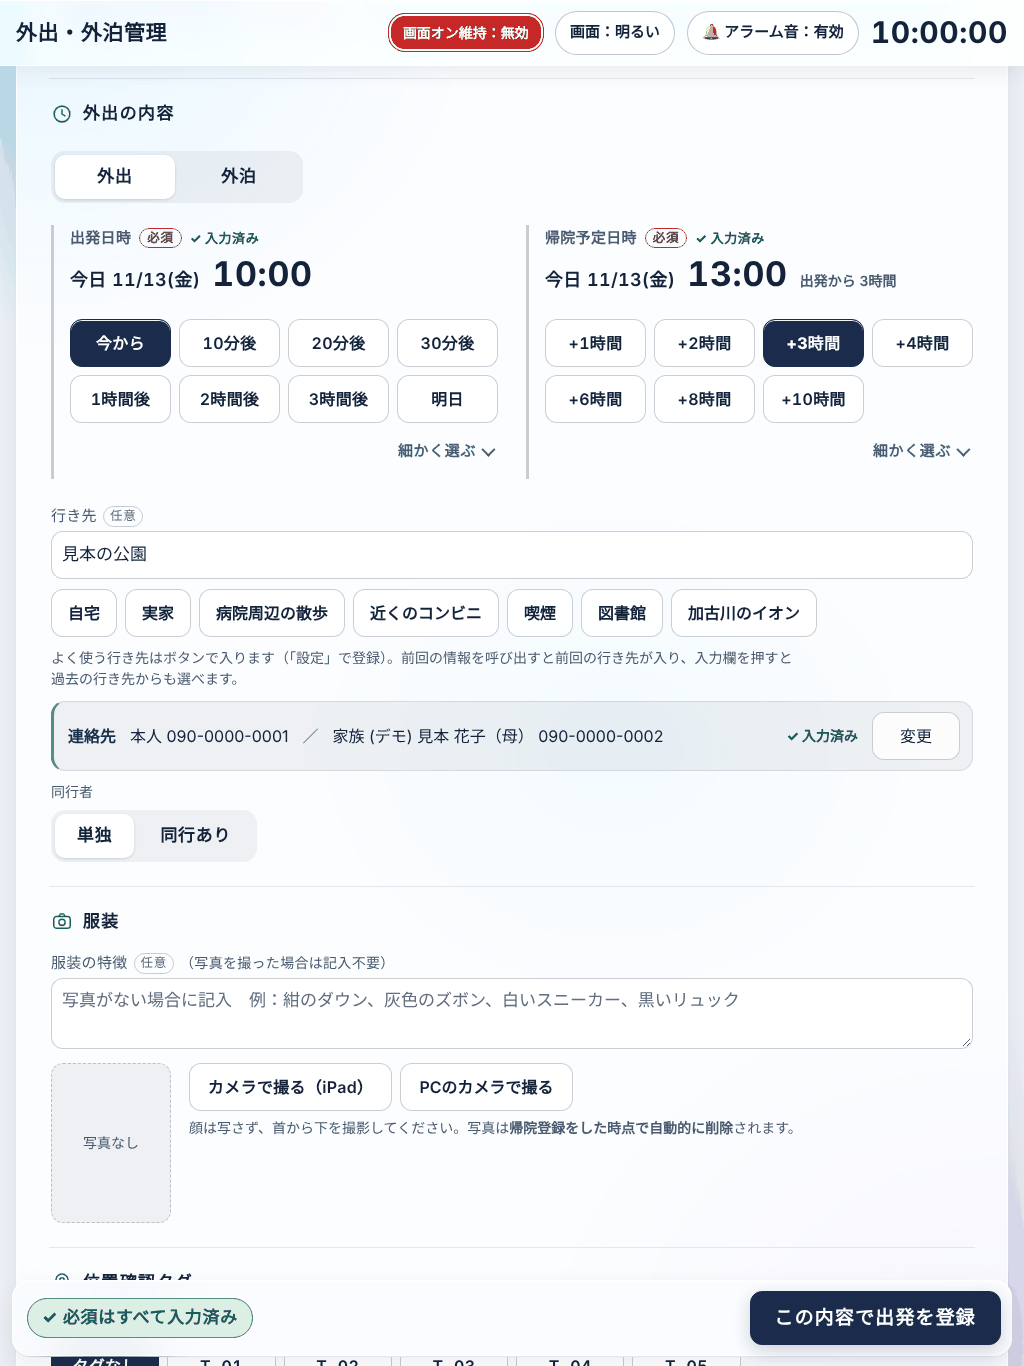 外出・外泊管理
画面オン維持：無効
画面：明るい
アラーム音：有効
10:00:00
外出の内容
外出 外泊
出発日時 必須 ✓ 入力済み
今日 11/13(金) 10:00
今から 10分後 20分後 30分後
1時間後 2時間後 3時間後 明日
細かく選ぶ
帰院予定日時 必須 ✓ 入力済み
今日 11/13(金) 13:00 出発から 3時間
+1時間 +2時間 +3時間 +4時間
+6時間 +8時間 +10時間
細かく選ぶ
行き先 任意
見本の公園
自宅 実家 病院周辺の散歩 近くのコンビニ 喫煙 図書館 加古川のイオン
よく使う行き先はボタンで入ります（「設定」で登録）。前回の情報を呼び出すと前回の行き先が入り、入力欄を押すと
過去の行き先からも選べます。
連絡先 本人 090-0000-0001 ／ 家族 (デモ) 見本 花子（母） 090-0000-0002 ✓ 入力済み 変更
同行者
単独 同行あり
服装
服装の特徴 任意 （写真を撮った場合は記入不要）
写真がない場合に記入　例：紺のダウン、灰色のズボン、白いスニーカー、黒いリュック
写真なし
カメラで撮る（iPad） PCのカメラで撮る
顔は写さず、首から下を撮影してください。写真は帰院登録をした時点で自動的に削除されます。
位置確認タグ
✓ 必須はすべて入力済み
この内容で出発を登録
タグなし T-01 T-02 T-03 T-04 T-05